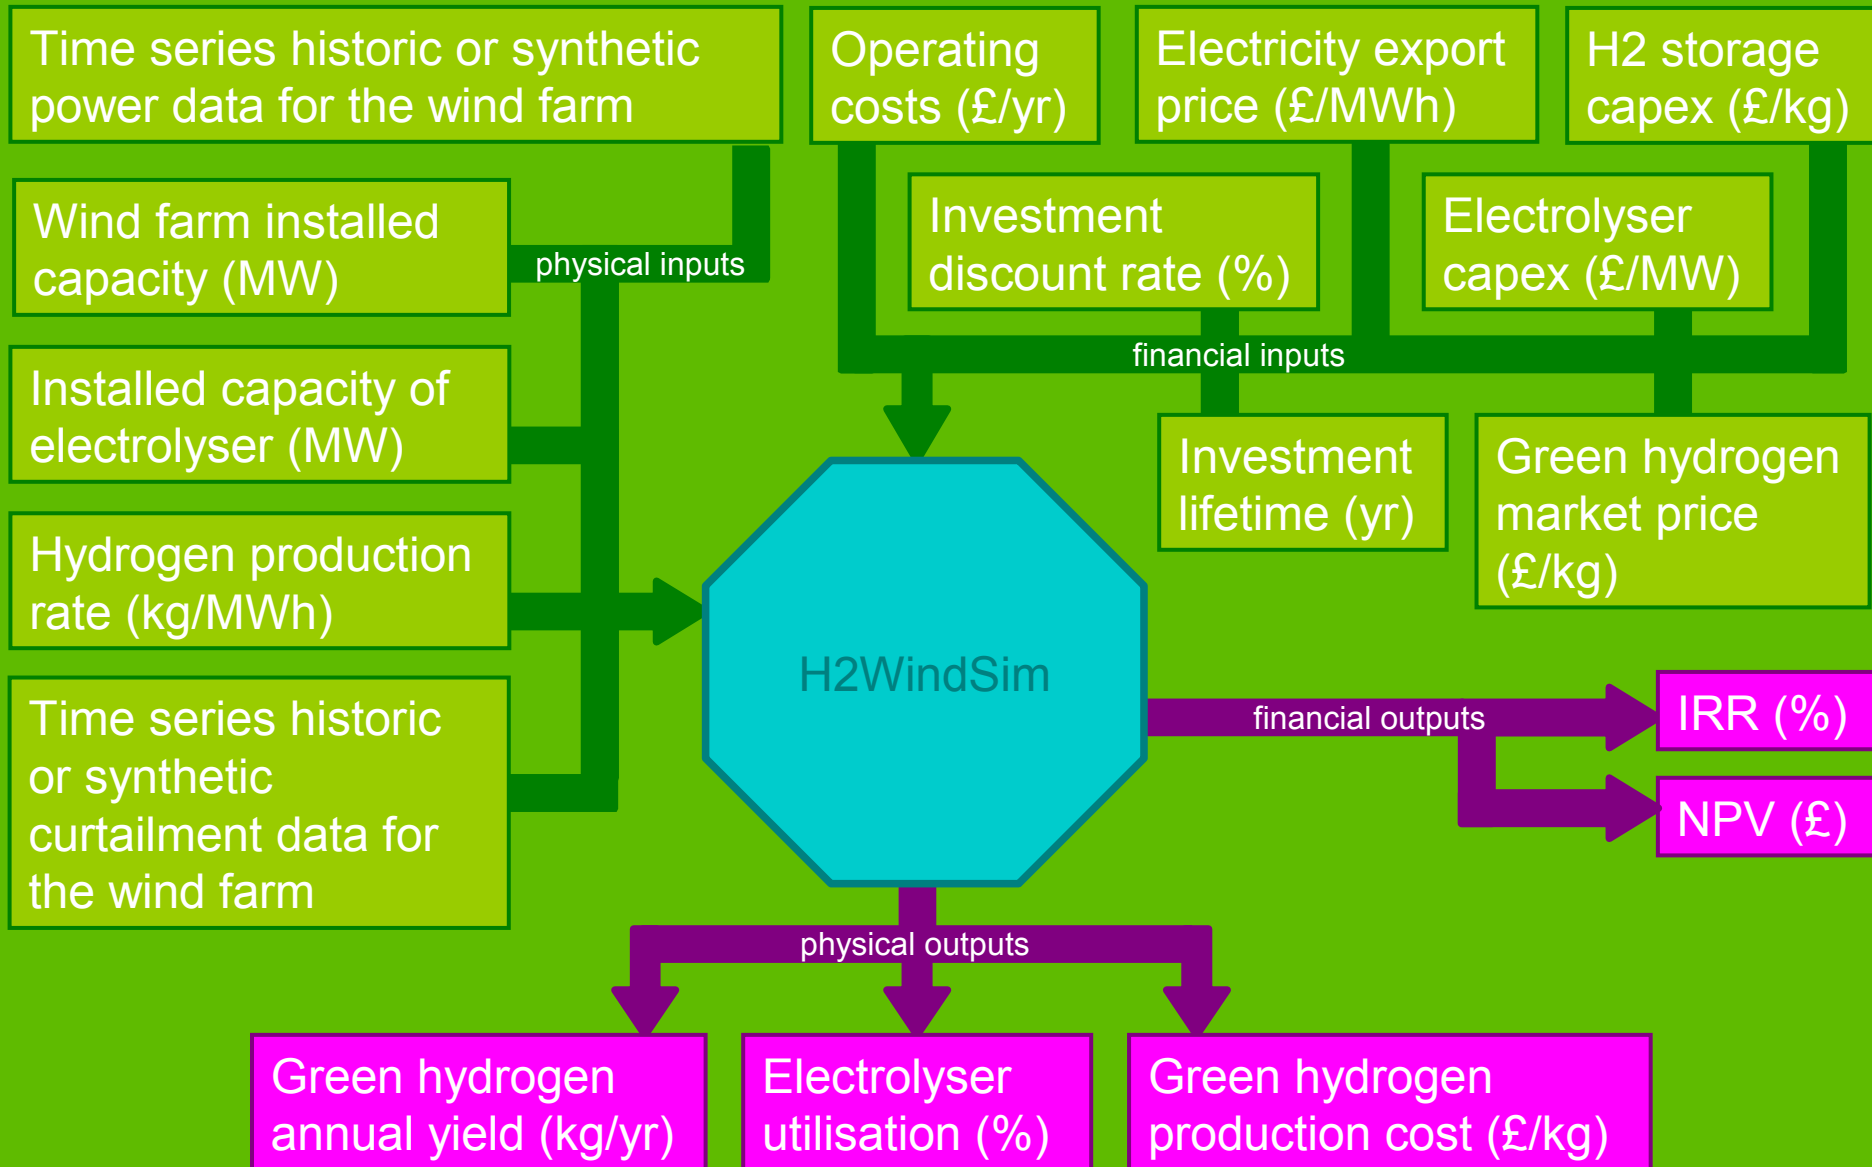 Time series historic or synthetic
power data for the wind farm
Operating
costs (£/yr)
Electricity export
price (£/MWh)
H2 storage
capex (£/kg)
Wind farm installed
capacity (MW)
physical inputs
Investment
discount rate (%)
Electrolyser
capex (£/MW)
financial inputs
Installed capacity of
electrolyser (MW)
Investment
lifetime (yr)
Green hydrogen
market price
(£/kg)
Hydrogen production
rate (kg/MWh)
H2WindSim
Time series historic
or synthetic
curtailment data for
the wind farm
financial outputs
IRR (%)
NPV (£)
physical outputs
Green hydrogen
annual yield (kg/yr)
Electrolyser
utilisation (%)
Green hydrogen
production cost (£/kg)